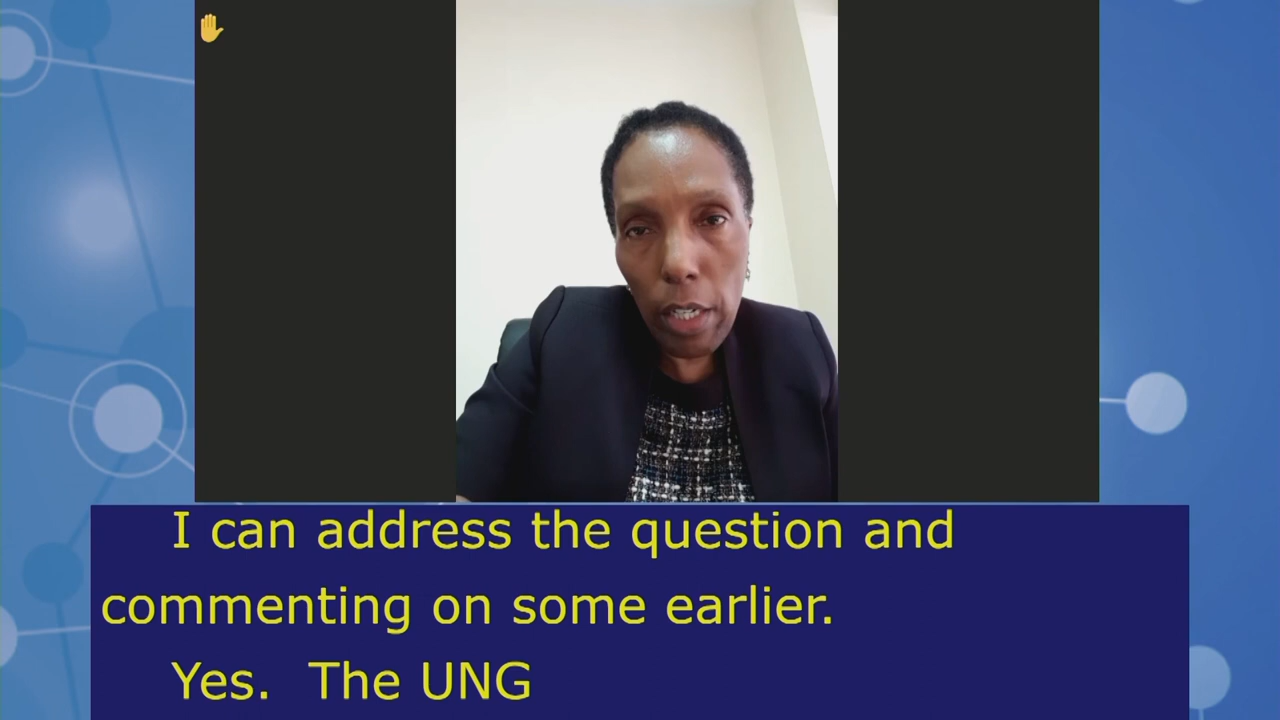 I can address the question and
commenting on some earlier.
Yes. The UNG